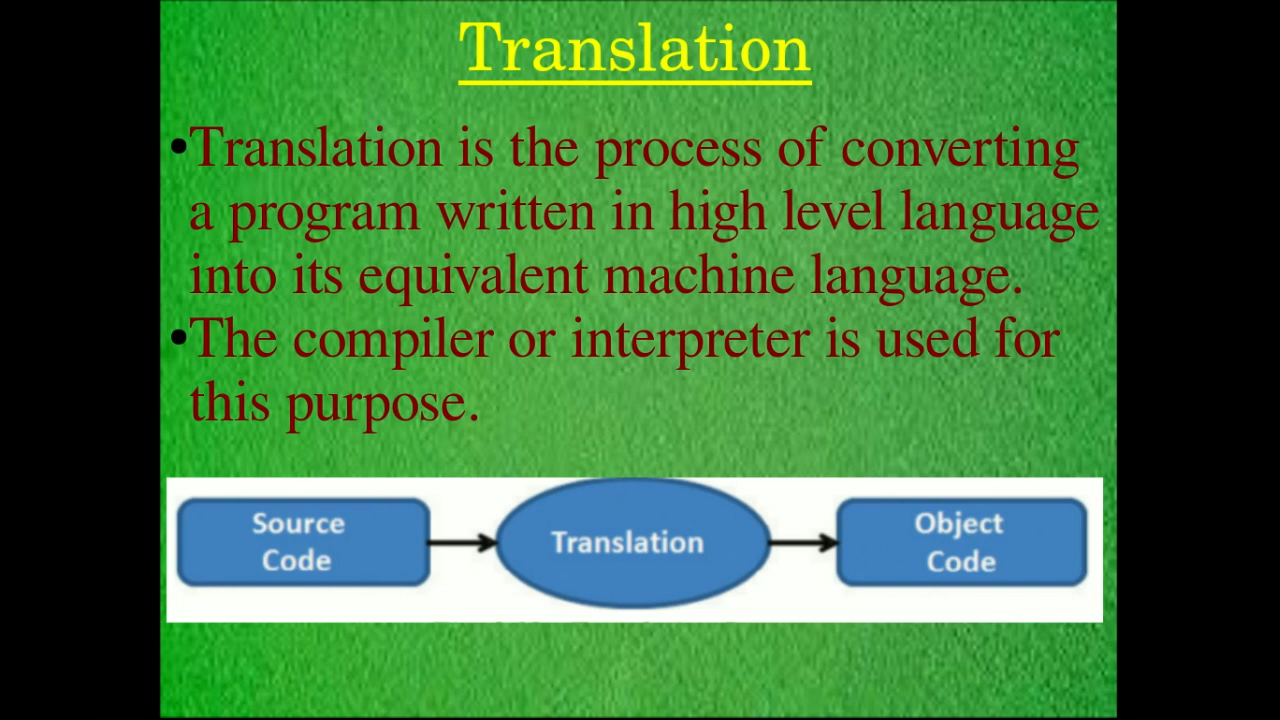 Translation
•Translation is the process of converting
a program written in high level language
into its equivalent machine language.
•The compiler or interpreter is used for
this purpose.
Source
Code
Translation
Object
Code